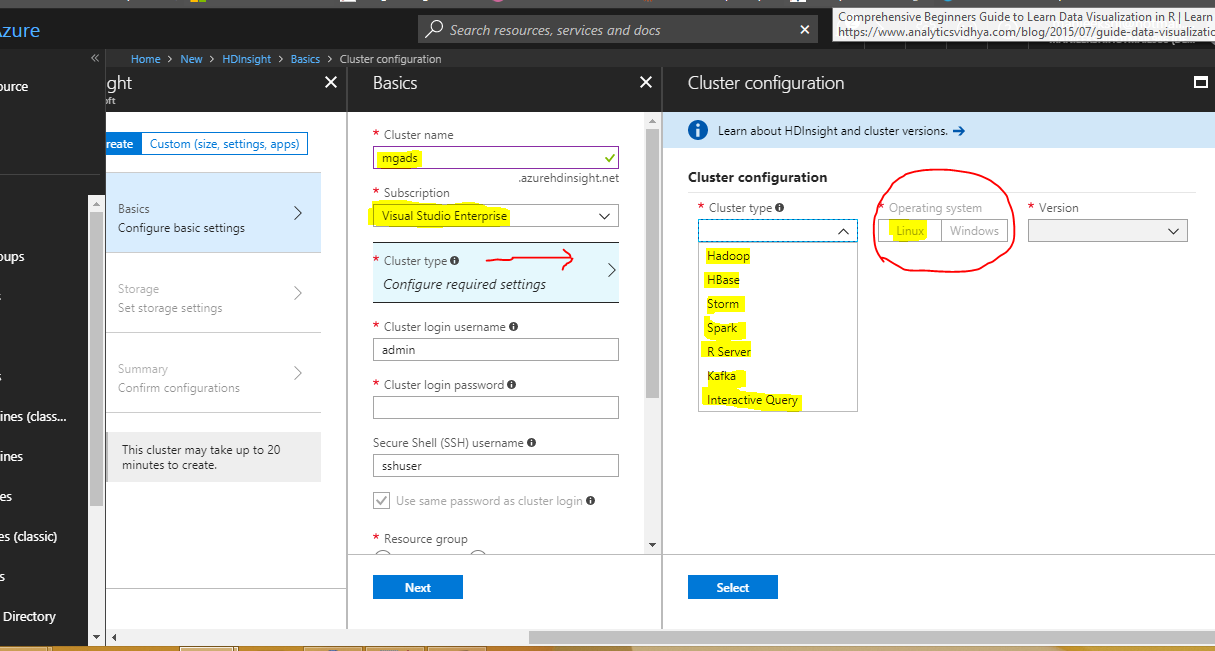 Azure
Search resources, services and docs
Comprehensive Beginners Guide to Learn Data Visualization in R | Learn
https://www.analyticsvidhya.com/blog/2015/07/guide-data-visualizatio
Home > New > HDInsight > Basics > Cluster configuration
ource
oups
ines (class...
ines
es
es (classic)
s
Directory
ght
oft
reate
Custom (size, settings, apps)
Basics
Configure basic settings
Storage
Set storage settings
Summary
Confirm configurations
This cluster may take up to 20
minutes to create.
Basics
* Cluster name
mgads
.azurehdinsight.net
* Subscription
Visual Studio Enterprise
* Cluster type
Configure required settings
* Cluster login username
admin
* Cluster login password
Secure Shell (SSH) username
sshuser
Use same password as cluster login
* Resource group
Next
Cluster configuration
Learn about HDInsight and cluster versions.
Cluster configuration
* Cluster type
Hadoop
HBase
Storm
Spark
R Server
Kafka
Interactive Query
* Operating system
Linux Windows
* Version
Select